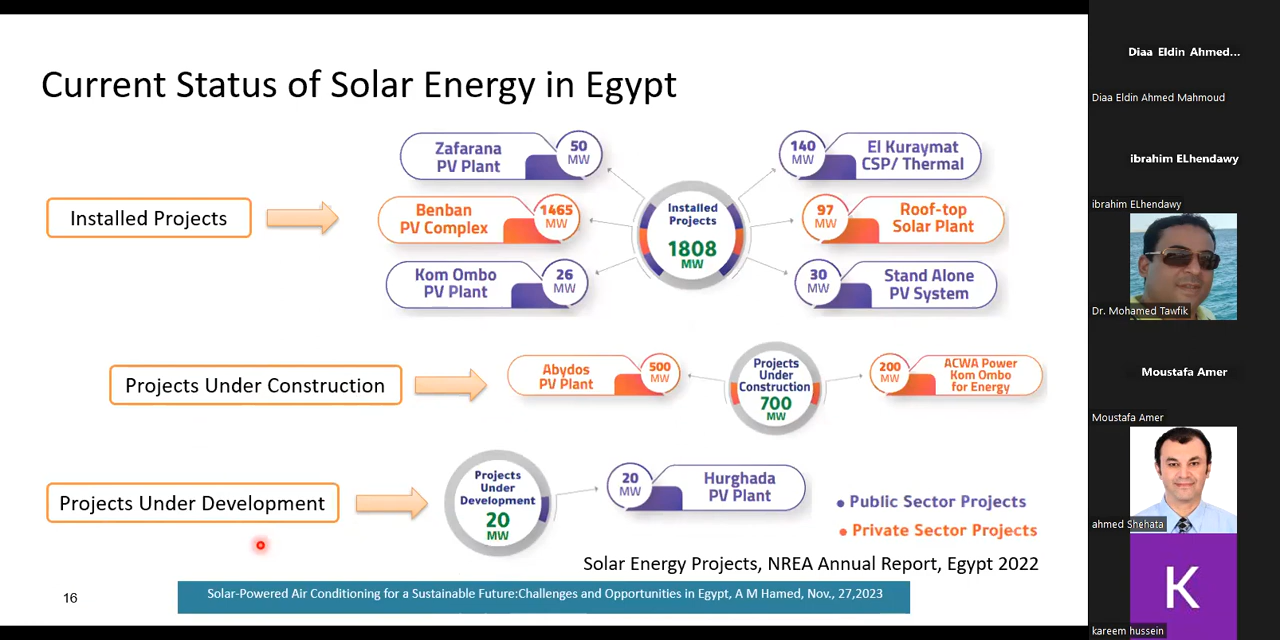 Current Status of Solar Energy in Egypt
Installed Projects
Zafarana
PV Plant
50
MW
Benban
PV Complex
1465
MW
Kom Ombo
PV Plant
26
MW
Installed
Projects
1808
MW
140
MW
El Kuraymat
CSP/ Thermal
97
MW
Roof-top
Solar Plant
30
MW
Stand Alone
PV System
Projects Under Construction
Abydos
PV Plant
500
MW
Projects
Under
Construction
700
MW
200
MW
ACWA Power
Kom Ombo
for Energy
Projects Under Development
Projects
Under
Development
20
MW
20
MW
Hurghada
PV Plant
Public Sector Projects
Private Sector Projects
Solar Energy Projects, NREA Annual Report, Egypt 2022
16
Solar-Powered Air Conditioning for a Sustainable Future:Challenges and Opportunities in Egypt, A M Hamed, Nov., 27,2023
Diaa Eldin Ahmed...
Diaa Eldin Ahmed Mahmoud
ibrahim ELhendawy
ibrahim ELhendawy
Dr. Mohamed Tawfik
Moustafa Amer
Moustafa Amer
ahmed Shehata
K
kareem hussein